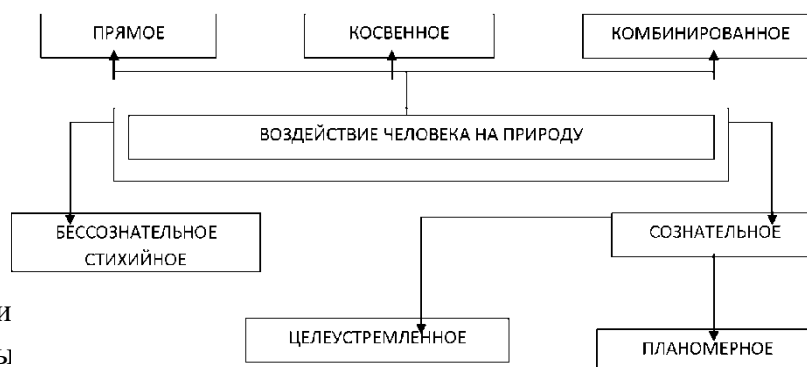 ПРЯМОЕ
КОСВЕННОЕ
КОМБИНИРОВАННОЕ
ВОЗДЕЙСТВИЕ ЧЕЛОВЕКА НА ПРИРОДУ
БЕССОЗНАТЕЛЬНОЕ
СТИХИЙНОЕ
СОЗНАТЕЛЬНОЕ
и
ЦЕЛЕУСТРЕМЛЕННОЕ
ПЛАНОМЕРНОЕ
ы